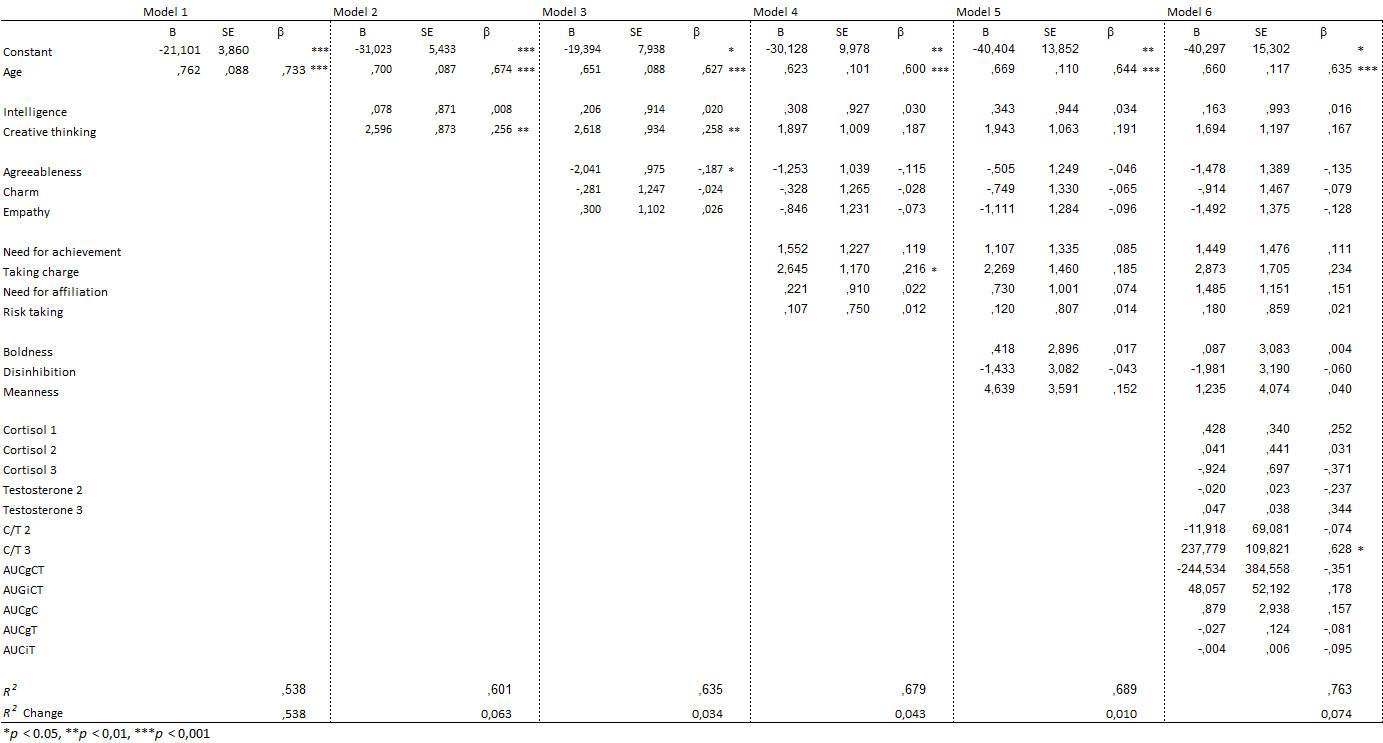 Model 1 Model 2 Model 3 Model 4 Model 5 Model 6
B SE β B SE β B SE β B SE β B SE β B SE β
Constant -21,101 3,860 *** -31,023 5,433 *** -19,394 7,938 * -30,128 9,978 ** -40,404 13,852 ** -40,297 15,302 *
Age ,762 ,088 ,733 *** ,700 ,087 ,674 *** ,651 ,088 ,627 *** ,623 ,101 ,600 *** ,669 ,110 ,644 *** ,660 ,117 ,635 ***
Intelligence ,078 ,871 ,008 ,206 ,914 ,020 ,308 ,927 ,030 ,343 ,944 ,034 ,163 ,993 ,016
Creative thinking 2,596 ,873 ,256 ** 2,618 ,934 ,258 ** 1,897 1,009 ,187 1,943 1,063 ,191 1,694 1,197 ,167
Agreeableness -2,041 ,975 -,187 * -1,253 1,039 -,115 -,505 1,249 -,046 -1,478 1,389 -,135
Charm -,281 1,247 -,024 -,328 1,265 -,028 -,749 1,330 -,065 -,914 1,467 -,079
Empathy ,300 1,102 ,026 -,846 1,231 -,073 -1,111 1,284 -,096 -1,492 1,375 -,128
Need for achievement 1,552 1,227 ,119 1,107 1,335 ,085 1,449 1,476 ,111
Taking charge 2,645 1,170 ,216 * 2,269 1,460 ,185 2,873 1,705 ,234
Need for affiliation ,221 ,910 ,022 ,730 1,001 ,074 1,485 1,151 ,151
Risk taking ,107 ,750 ,012 ,120 ,807 ,014 ,180 ,859 ,021
Boldness ,418 2,896 ,017 ,087 3,083 ,004
Disinhibition -1,433 3,082 -,043 -1,981 3,190 -,060
Meanness 4,639 3,591 ,152 1,235 4,074 ,040
Cortisol 1 ,428 ,340 ,252
Cortisol 2 ,041 ,441 ,031
Cortisol 3 -,924 ,697 -,371
Testosterone 2 -,020 ,023 -,237
Testosterone 3 ,047 ,038 ,344
C/T 2 -11,918 69,081 -,074
C/T 3 237,779 109,821 ,628 *
AUCgCT -244,534 384,558 -,351
AUGiCT 48,057 52,192 ,178
AUCgC ,879 2,938 ,157
AUCgT -,027 ,124 -,081
AUCiT -,004 ,006 -,095
R² ,538 ,601 ,635 ,679 ,689 ,763
R² Change ,538 0,063 0,034 0,043 0,010 0,074
*p < 0.05, **p < 0,01, ***p < 0,001